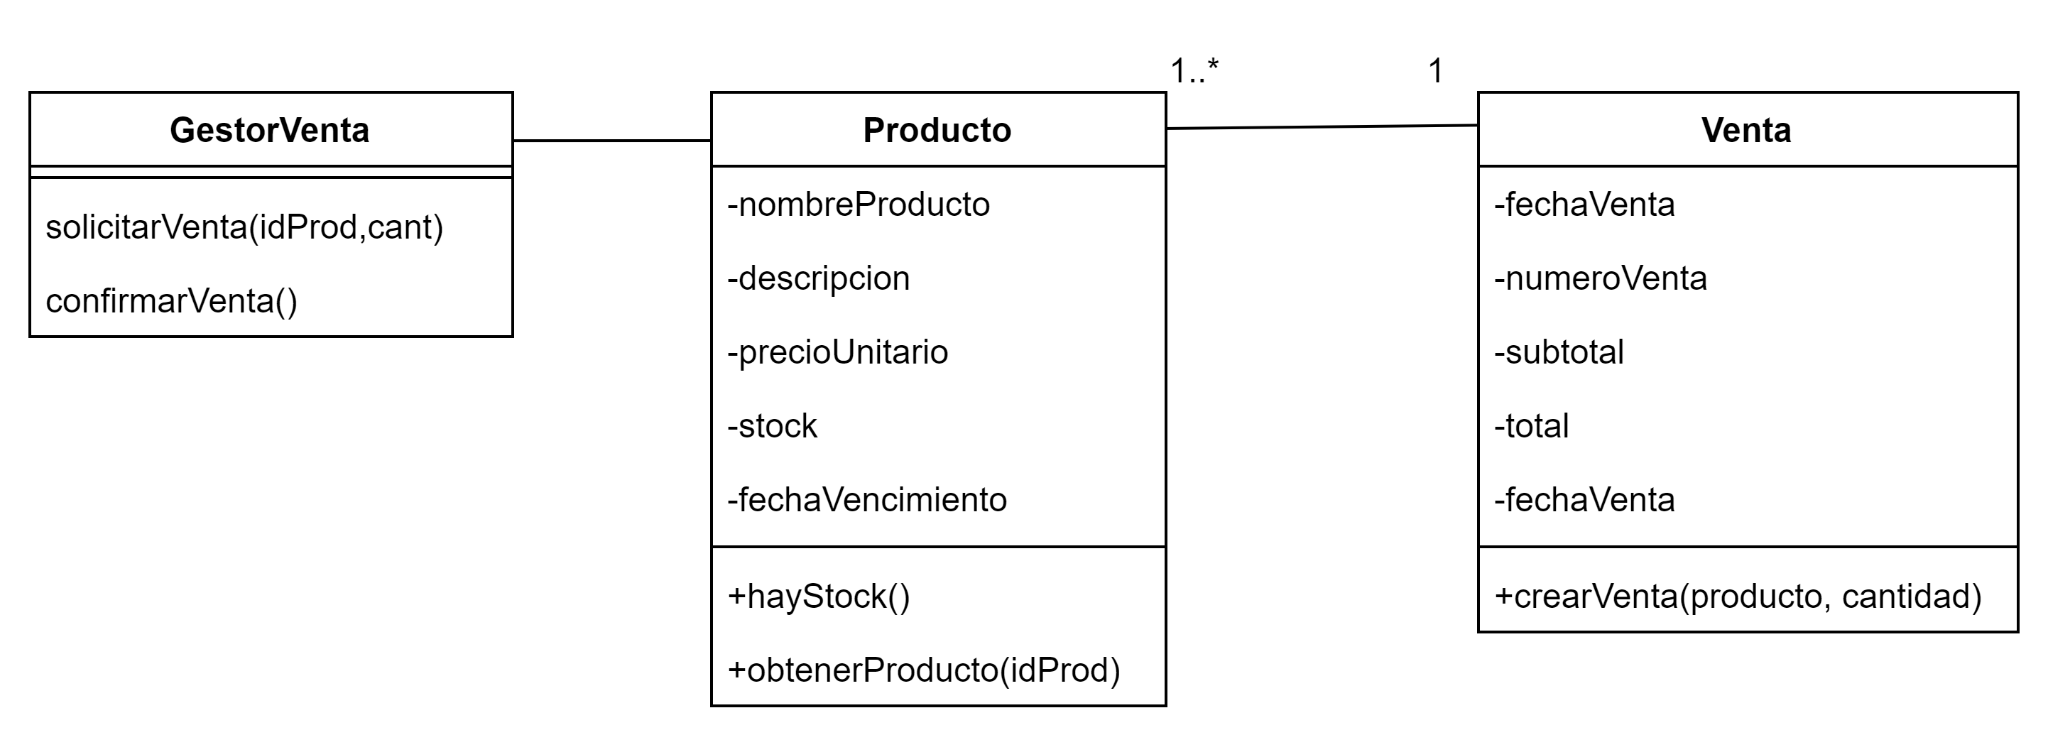 1..*
1
GestorVenta
solicitarVenta(idProd,cant)
confirmarVenta()
Producto
-nombreProducto
-descripcion
-precioUnitario
-stock
-fechaVencimiento
+hayStock()
+obtenerProducto(idProd)
Venta
-fechaVenta
-numeroVenta
-subtotal
-total
-fechaVenta
+crearVenta(producto, cantidad)